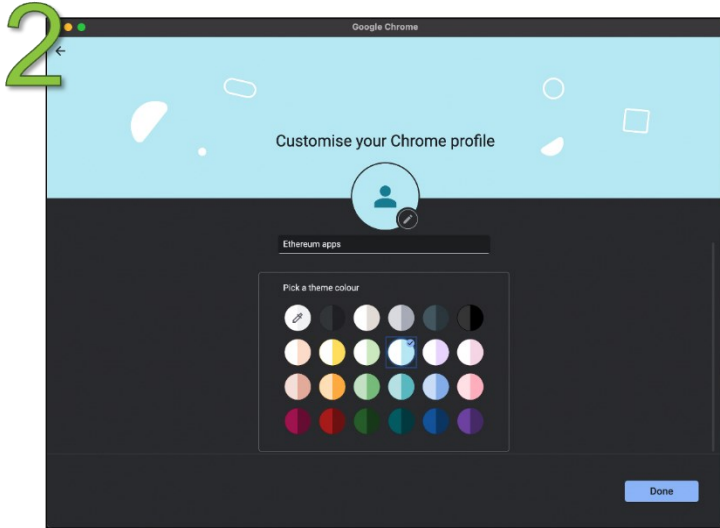 2
Google Chrome
Customise your Chrome profile
Ethereum apps
Pick a theme colour
Done